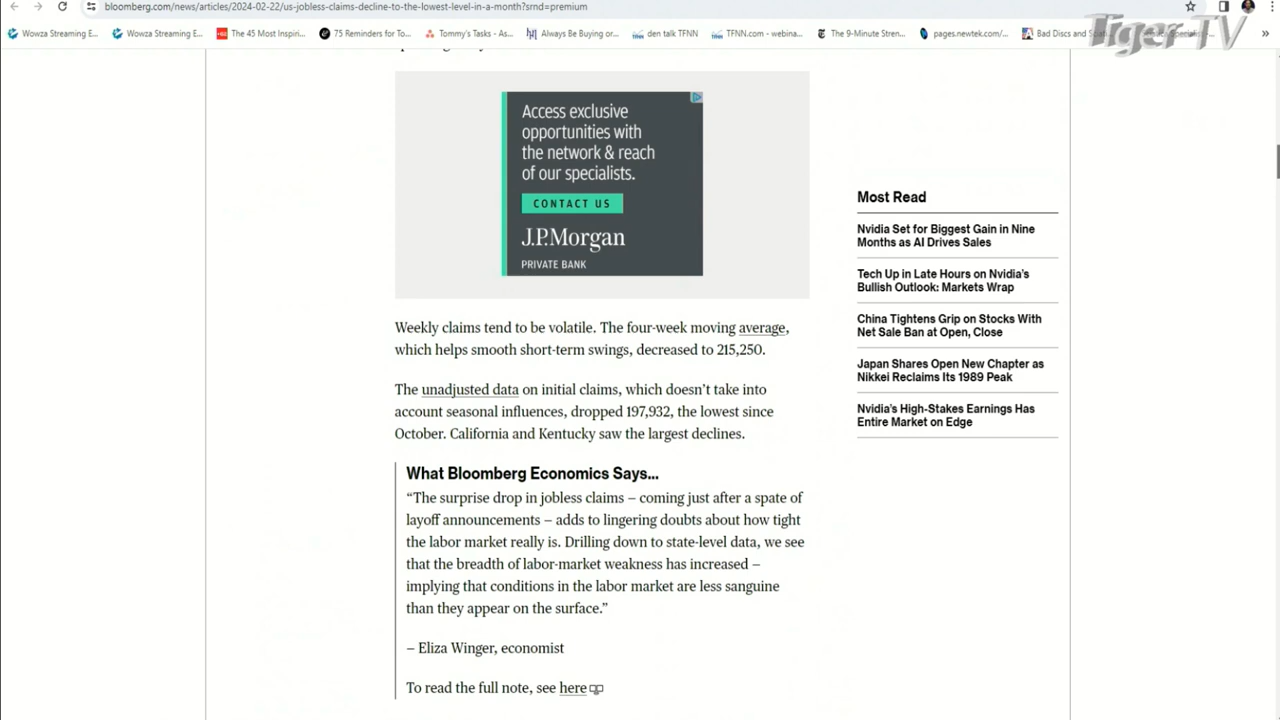 bloomberg.com/news/articles/2024-02-22/us-jobless-claims-decline-to-the-lowest-level-in-a-month?srnd=premium
Wowza Streaming E... Wowza Streaming E... The 45 Most Inspiri... 75 Reminders for To... Tommy's Tasks - As... Always Be Buying or... den talk TFNN TFNN.com - webina... The 9-Minute Stren... pages.newtek.com/... Bad Discs and
Tiger TV
Access exclusive
opportunities with
the network & reach
of our specialists.
CONTACT US
J.P.Morgan
PRIVATE BANK
Weekly claims tend to be volatile. The four-week moving average,
which helps smooth short-term swings, decreased to 215,250.
The unadjusted data on initial claims, which doesn’t take into
account seasonal influences, dropped 197,932, the lowest since
October. California and Kentucky saw the largest declines.
What Bloomberg Economics Says...
“The surprise drop in jobless claims – coming just after a spate of
layoff announcements – adds to lingering doubts about how tight
the labor market really is. Drilling down to state-level data, we see
that the breadth of labor-market weakness has increased –
implying that conditions in the labor market are less sanguine
than they appear on the surface.”
– Eliza Winger, economist
To read the full note, see here
Most Read
Nvidia Set for Biggest Gain in Nine
Months as AI Drives Sales
Tech Up in Late Hours on Nvidia’s
Bullish Outlook: Markets Wrap
China Tightens Grip on Stocks With
Net Sale Ban at Open, Close
Japan Shares Open New Chapter as
Nikkei Reclaims Its 1989 Peak
Nvidia’s High-Stakes Earnings Has
Entire Market on Edge